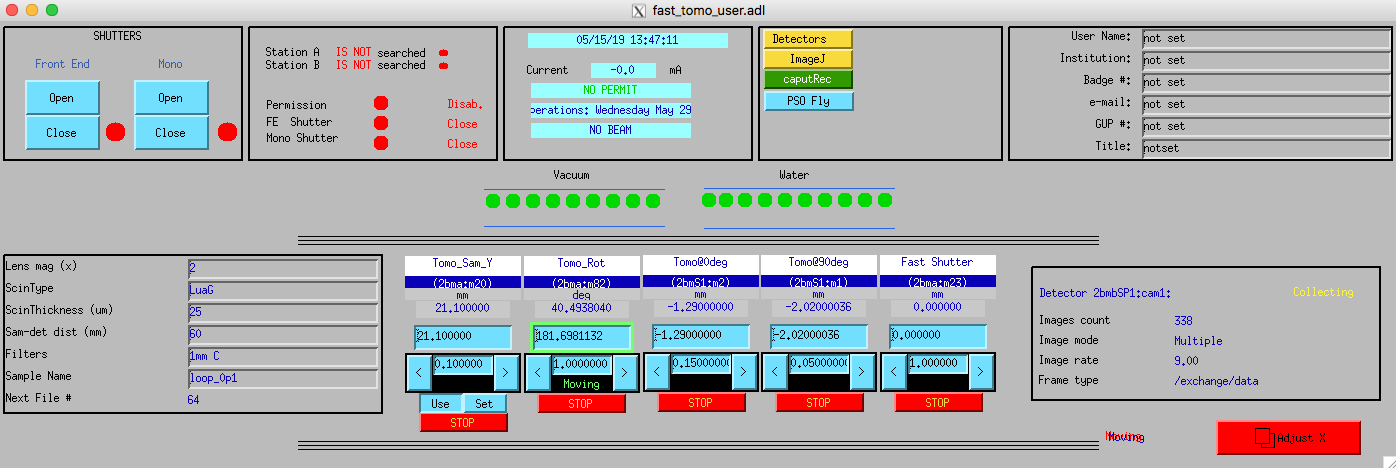 fast_tomo_user.adl
SHUTTERS
Front End Mono
Open Open
Close Close
Station A IS NOT searched
Station B IS NOT searched
Permission Disab.
FE Shutter Close
Mono Shutter Close
05/15/19 13:47:11
Current -0.0 mA
NO PERMIT
perations: Wednesday May 29
NO BEAM
Detectors
ImageJ
caputRec
PSO Fly
User Name: not set
Institution: not set
Badge #: not set
e-mail: not set
GUP #: not set
Title: notset
Vacuum Water
Lens mag (x) 2
ScinType LuaG
ScinThickness (um) 25
Sam-det dist (mm) 60
Filters 1mm C
Sample Name loop_0p1
Next File # 64
Tomo_Sam_Y Tomo_Rot Tomo@0deg Tomo@90deg Fast Shutter
(2bma:m20) (2bma:m82) (2bmS1:m2) (2bmS1:m1) (2bma:m23)
mm deg mm mm mm
21.100000 40.4938040 -1.29000000 -2.02000036 0.000000
21.100000 181.6981132 -1.29000000 -2.02000036 0.000000
< 0.100000 > < 1.0000000 > < 0.15000000 > < 0.05000000 > < 1.000000 >
Moving
Use Set STOP STOP STOP STOP
STOP
Detector 2bmbSP1:cam1: Collecting
Images count 338
Image mode Multiple
Image rate 9.00
Frame type /exchange/data
Moving Adjust X